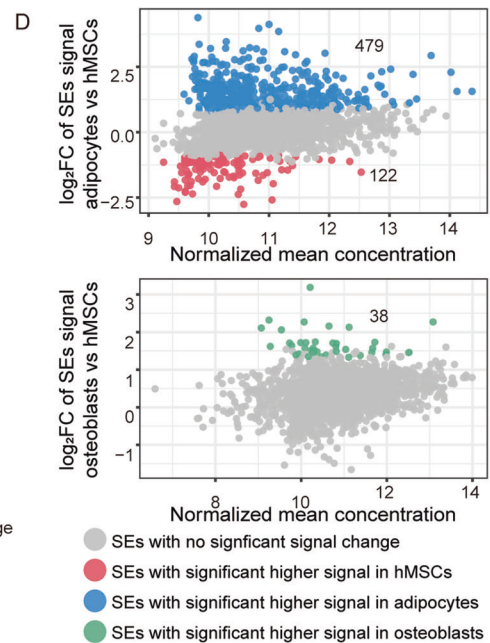 D
log₂FC of SEs signal
adipocytes vs hMSCs
2.5
0.0
−2.5
479
122
9 10 11 12 13 14
Normalized mean concentration
log₂FC of SEs signal
osteoblasts vs hMSCs
3
2
1
0
−1
38
8 10 12 14
Normalized mean concentration
ge
SEs with no signficant signal change
SEs with significant higher signal in hMSCs
SEs with significant higher signal in adipocytes
SEs with significant higher signal in osteoblasts